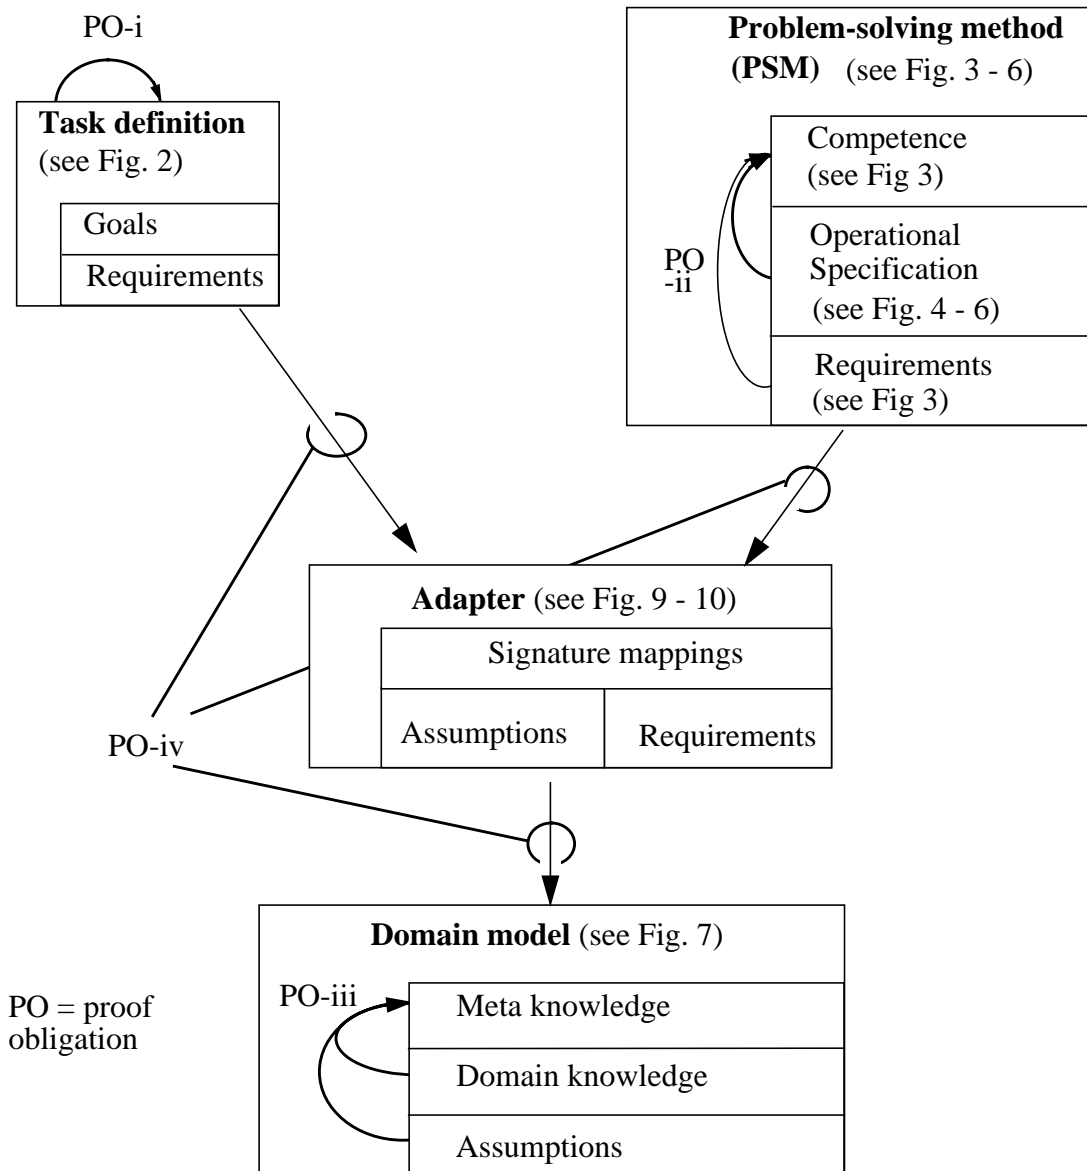 PO-i
Task definition
(see Fig. 2)
Goals
Requirements
Problem-solving method
(PSM) (see Fig. 3 - 6)
Competence
(see Fig 3)
PO
-ii
Operational
Specification
(see Fig. 4 - 6)
Requirements
(see Fig 3)
Adapter (see Fig. 9 - 10)
Signature mappings
Assumptions
Requirements
PO-iv
Domain model (see Fig. 7)
PO-iii
Meta knowledge
Domain knowledge
Assumptions
PO = proof
obligation